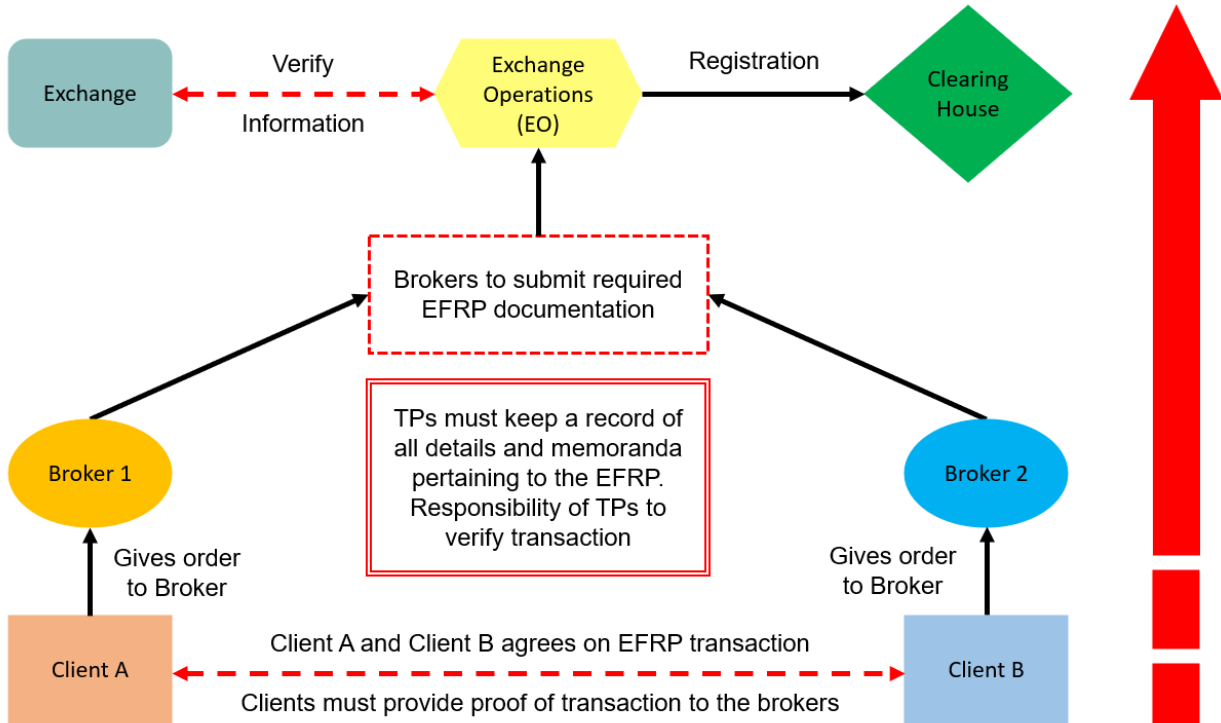 Exchange
Verify
Information
Exchange
Operations
(EO)
Registration
Clearing
House
Brokers to submit required
EFRP documentation
TPs must keep a record of
all details and memoranda
pertaining to the EFRP.
Responsibility of TPs to
verify transaction
Broker 1
Broker 2
Gives order
to Broker
Gives order
to Broker
Client A
Client A and Client B agrees on EFRP transaction
Clients must provide proof of transaction to the brokers
Client B